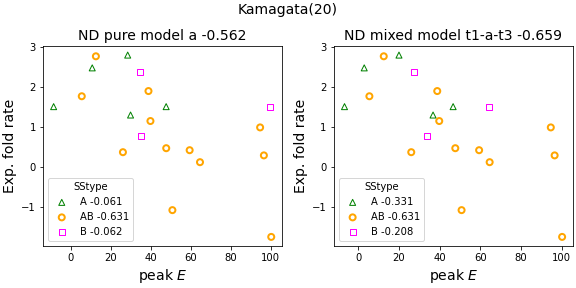 Kamagata(20)
ND pure model a -0.562
ND mixed model t1-a-t3 -0.659
Exp. fold rate
3
2
1
0
−1
SStype
A -0.061
AB -0.631
B -0.062
0
20
40
60
80
100
peak E
Exp. fold rate
3
2
1
0
−1
SStype
A -0.331
AB -0.631
B -0.208
0
20
40
60
80
100
peak E